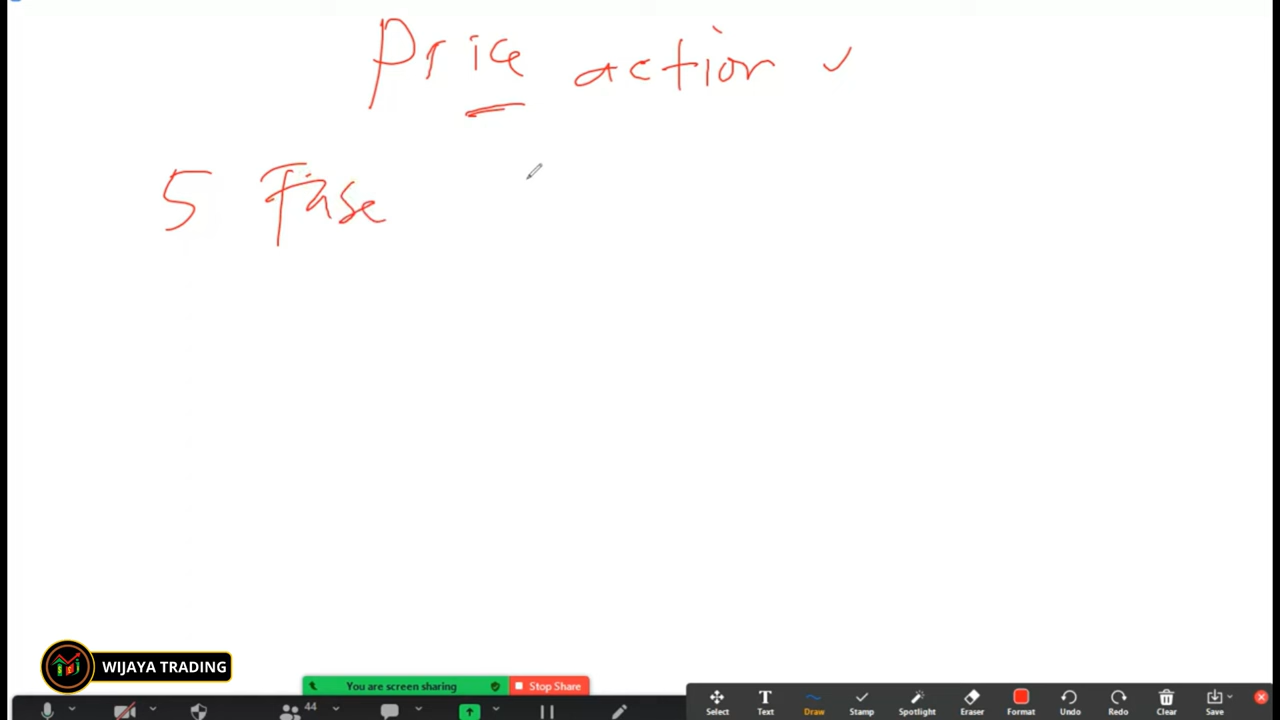 Price action ✓
5 Fase
WIJAYA TRADING
You are screen sharing Stop Share
44
Select Text Draw Stamp Spotlight Eraser Format Undo Redo Clear Save